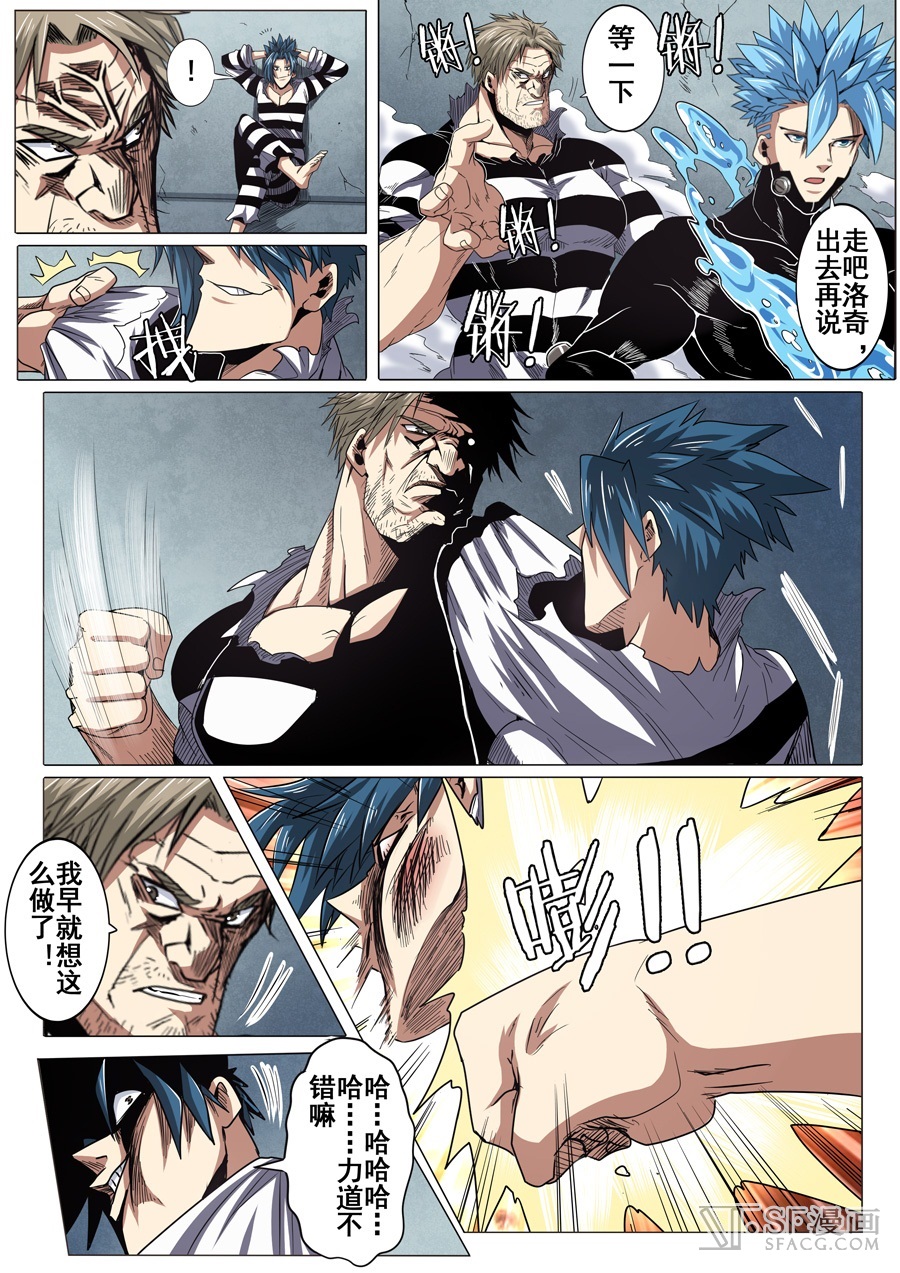 走吧洛奇，
出去再说
等一
下
锵！
锵！
锵！
锵！
！
拽
我早就想这
么做了！
嘭！！
哈…哈哈哈…
哈……力道不
错嘛
SF漫画
SFACG.COM